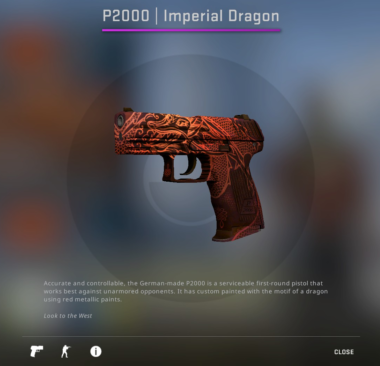 P2000 | Imperial Dragon
Accurate and controllable, the German-made P2000 is a serviceable first-round pistol that
works best against unarmored opponents. It has custom painted with the motif of a dragon
using red metallic paints.
Look to the West
CLOSE